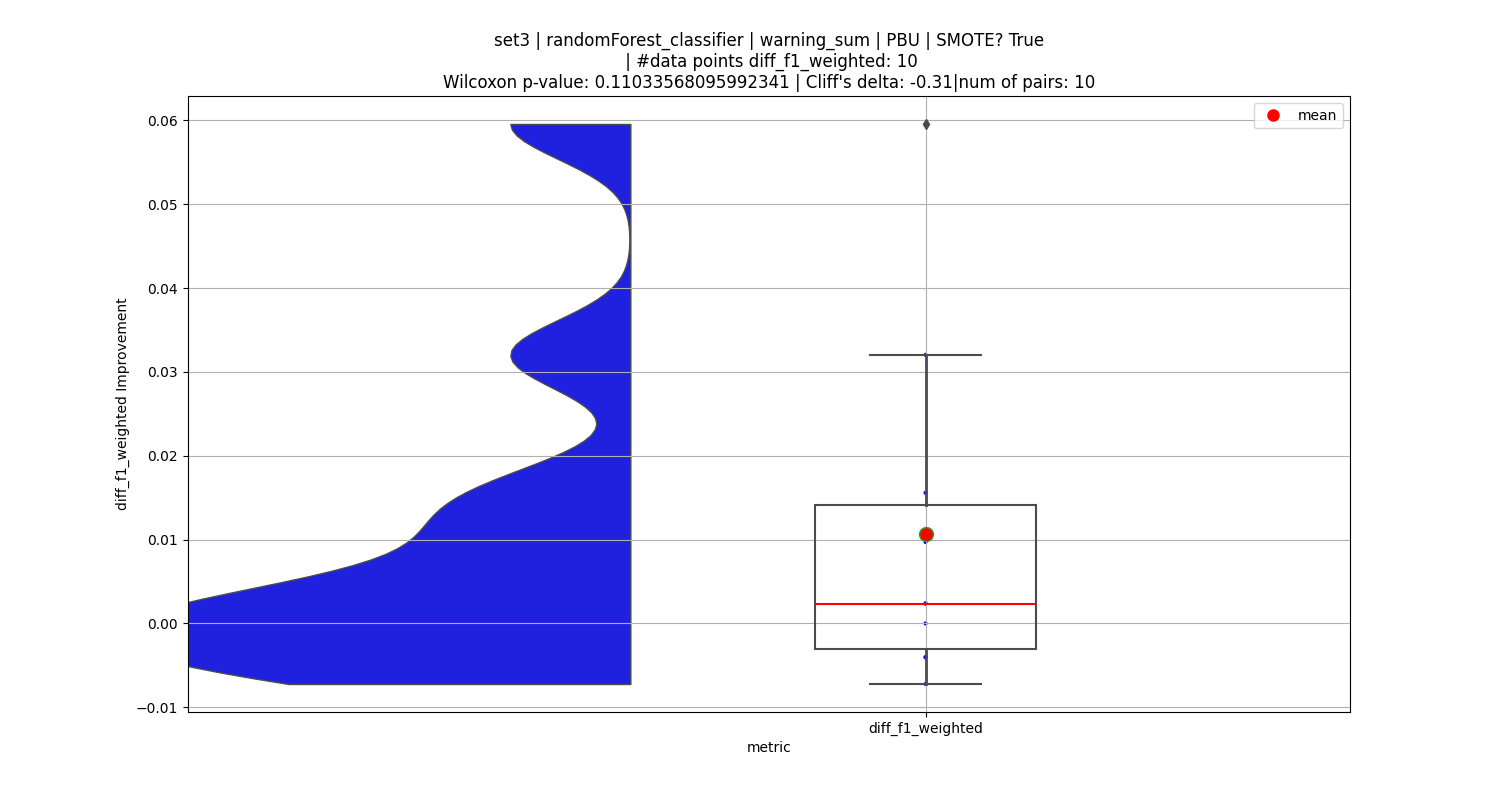 set3 | randomForest_classifier | warning_sum | PBU | SMOTE? True
| #data points diff_f1_weighted: 10
Wilcoxon p-value: 0.11033568095992341 | Cliff's delta: -0.31|num of pairs: 10
mean
0.06
0.05
0.04
0.03
0.02
0.01
0.00
−0.01
diff_f1_weighted Improvement
diff_f1_weighted
metric